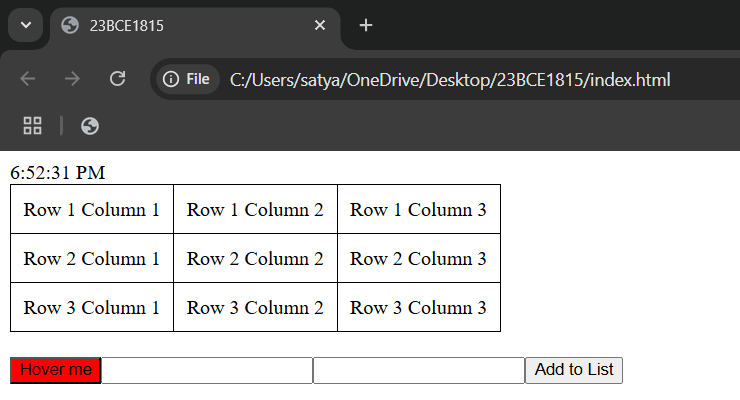 23BCE1815
File C:/Users/satya/OneDrive/Desktop/23BCE1815/index.html
6:52:31 PM
Row 1 Column 1 Row 1 Column 2 Row 1 Column 3
Row 2 Column 1 Row 2 Column 2 Row 2 Column 3
Row 3 Column 1 Row 3 Column 2 Row 3 Column 3
Hover me Add to List